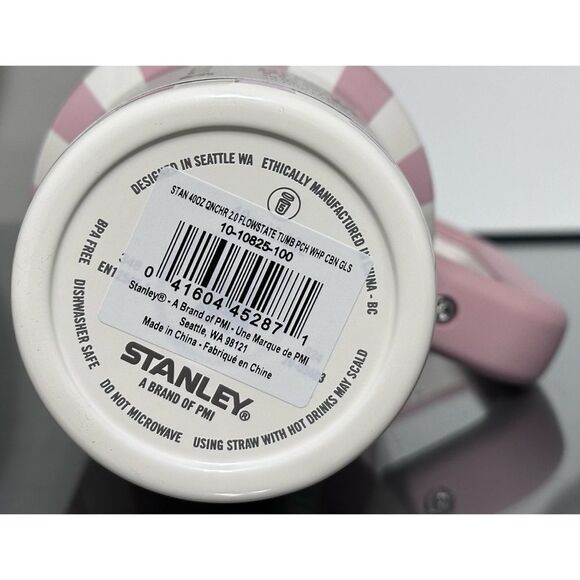 DESIGNED IN SEATTLE WA
ETHICALLY MANUFACTURED IN CHINA - BC
STAN 40OZ QNCHR 2.0 FLOWSTATE TUMB PCH WHP CBN GLS
10-10825-100
0 41604 45287 1
Stanley® - A Brand of PMI - Une Marque de PMI
Seattle, WA 98121
Made in China - Fabriqué en Chine
BPA FREE
DISHWASHER SAFE
DO NOT MICROWAVE
USING STRAW WITH HOT DRINKS MAY SCALD
STANLEY®
A BRAND OF PMI